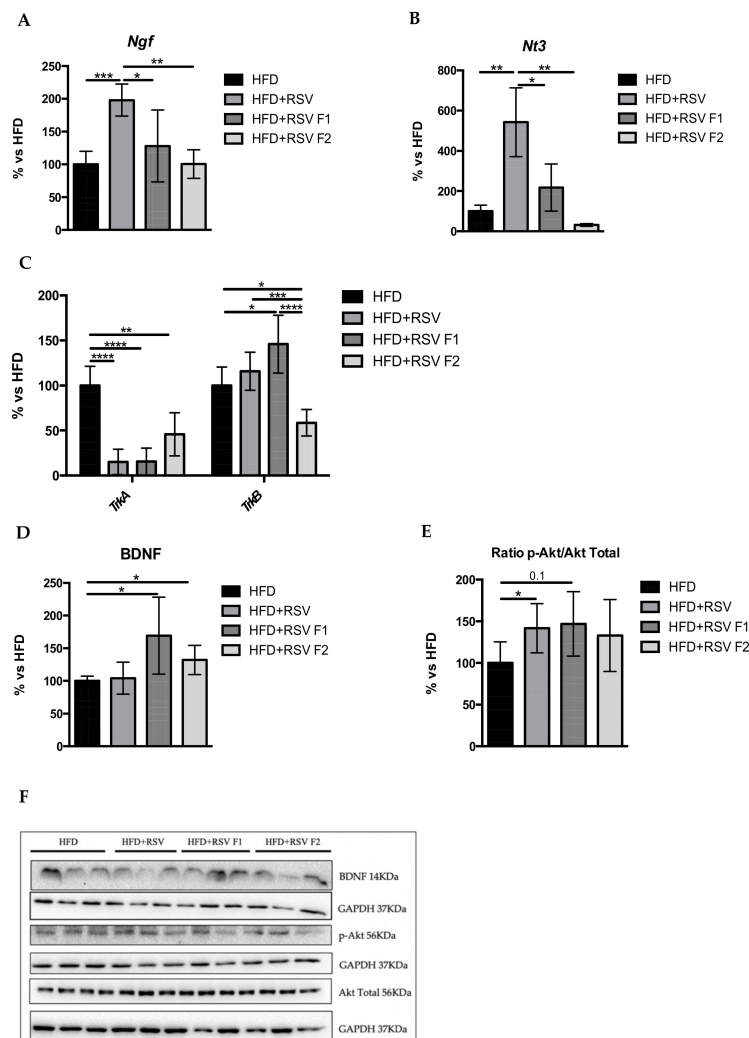 A
Ngf
250
200
150
100
50
0
% vs HFD
*** * **
HFD
HFD+RSV
HFD+RSV F1
HFD+RSV F2
B
Nt3
800
600
400
200
0
% vs HFD
** ** *
HFD
HFD+RSV
HFD+RSV F1
HFD+RSV F2
C
200
150
100
50
0
% vs HFD
**
****
****
*
***
* ****
TrkA
TrkB
HFD
HFD+RSV
HFD+RSV F1
HFD+RSV F2
D
BDNF
250
200
150
100
50
0
% vs HFD
*
*
HFD
HFD+RSV
HFD+RSV F1
HFD+RSV F2
E
Ratio p-Akt/Akt Total
200
150
100
50
0
% vs HFD
0.1
*
HFD
HFD+RSV
HFD+RSV F1
HFD+RSV F2
F
HFD HFD+RSV HFD+RSV F1 HFD+RSV F2
BDNF 14KDa
GAPDH 37KDa
p-Akt 56KDa
GAPDH 37KDa
Akt Total 56KDa
GAPDH 37KDa